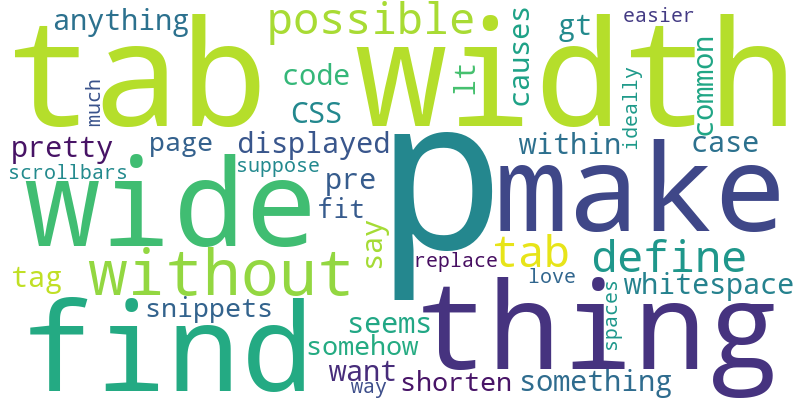 anything
possible
gt
easier
tab
width
much
code
lt
causes
common
CSS
ideally
pretty
page
displayed
within
case
scrollbars
suppose
wide
pre
p
make
fit
say
replace
tab
define
without
love
tag
whitespace
snippets
find
seems
thing
spaces
somehow
want
way
shorten
something